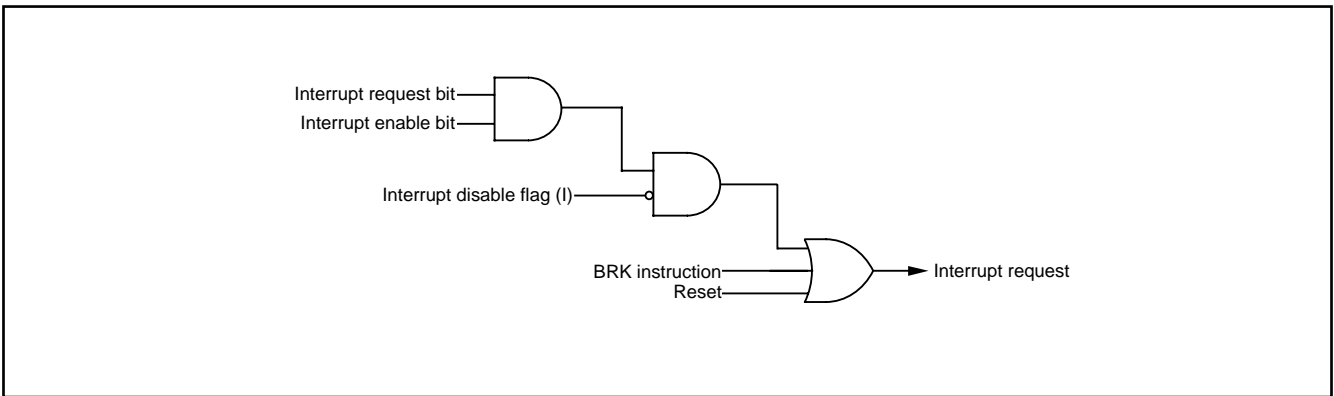 Interrupt request bit
Interrupt enable bit
Interrupt disable flag (I)
BRK instruction
Interrupt request
Reset